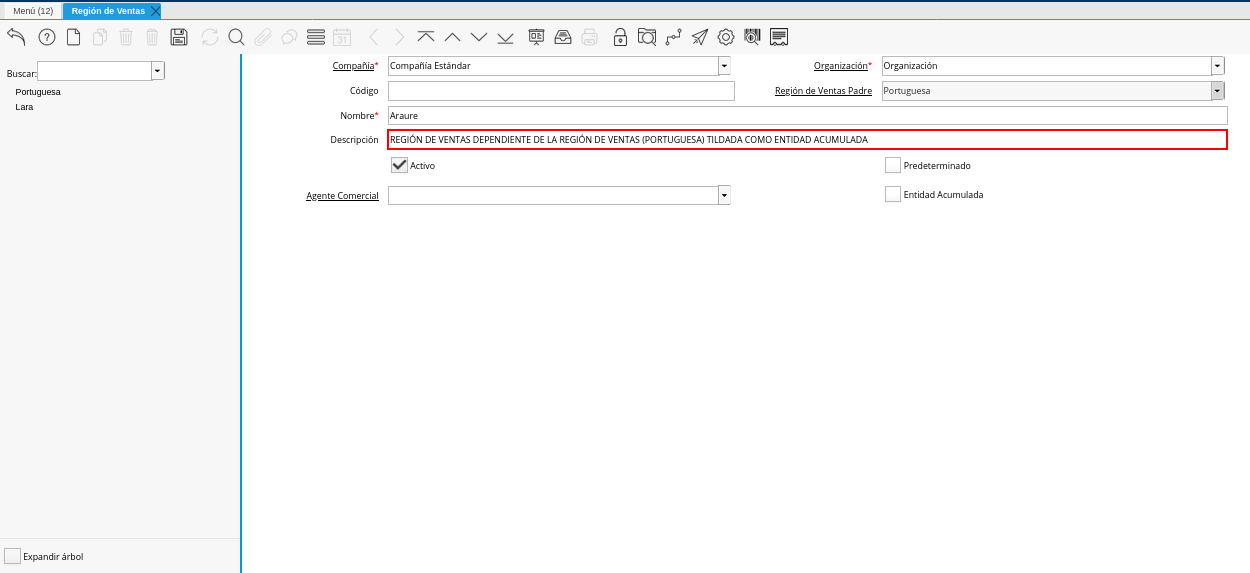 Menú (12)
Región de Ventas
31
Buscar:
Portuguesa
Lara
Expandir árbol
Compañía* Compañía Estándar Organización* Organización
Código Región de Ventas Padre Portuguesa
Nombre* Araure
Descripción REGIÓN DE VENTAS DEPENDIENTE DE LA REGIÓN DE VENTAS (PORTUGUESA) TILDADA COMO ENTIDAD ACUMULADA
Activo Predeterminado
Agente Comercial Entidad Acumulada